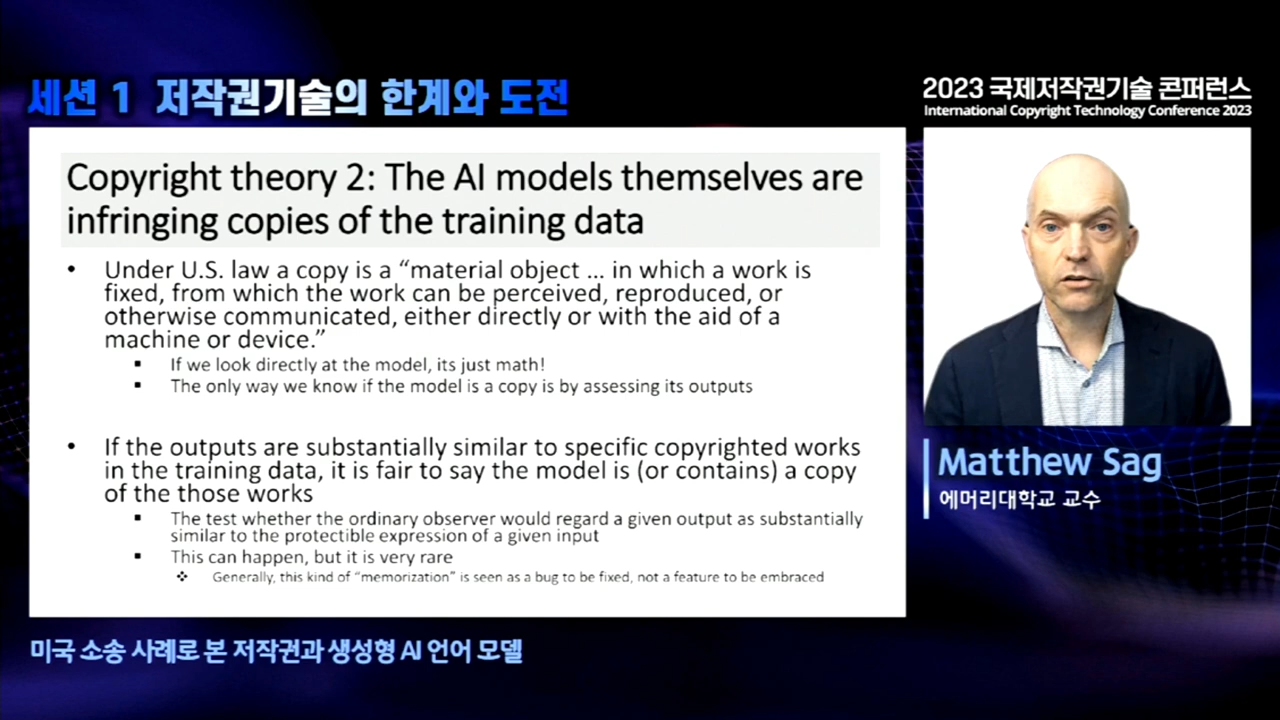 세션 1 저작권기술의 한계와 도전
2023 국제저작권기술 콘퍼런스
International Copyright Technology Conference 2023
Copyright theory 2: The AI models themselves are
infringing copies of the training data
• Under U.S. law a copy is a “material object ... in which a work is
fixed, from which the work can be perceived, reproduced, or
otherwise communicated, either directly or with the aid of a
machine or device.”
▪ If we look directly at the model, its just math!
▪ The only way we know if the model is a copy is by assessing its outputs
• If the outputs are substantially similar to specific copyrighted works
in the training data, it is fair to say the model is (or contains) a copy
of the those works
▪ The test whether the ordinary observer would regard a given output as substantially
similar to the protectible expression of a given input
▪ This can happen, but it is very rare
❖ Generally, this kind of “memorization” is seen as a bug to be fixed, not a feature to be embraced
Matthew Sag
에머리대학교 교수
미국 소송 사례로 본 저작권과 생성형 AI 언어 모델